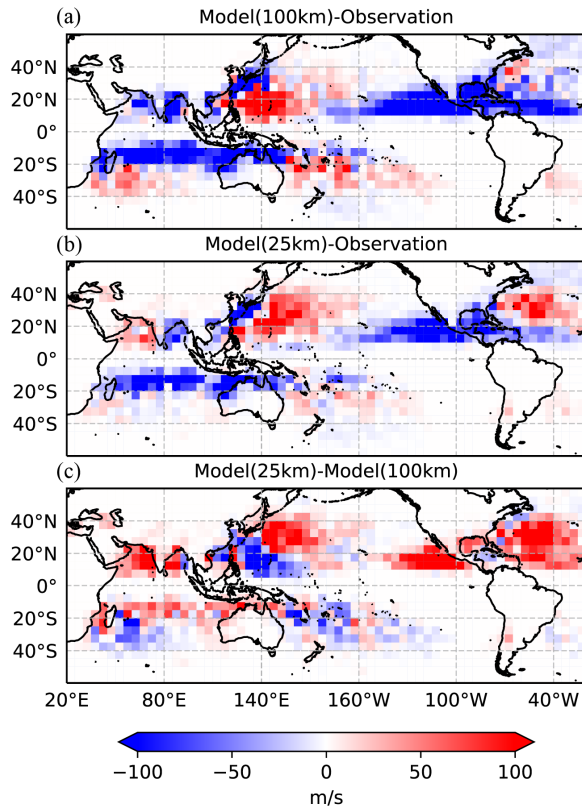 (a) Model(100km)-Observation
40°N
20°N
0°
20°S
40°S
(b) Model(25km)-Observation
40°N
20°N
0°
20°S
40°S
(c) Model(25km)-Model(100km)
40°N
20°N
0°
20°S
40°S
20°E 80°E 140°E 160°W 100°W 40°W
−100 −50 0 50 100
m/s